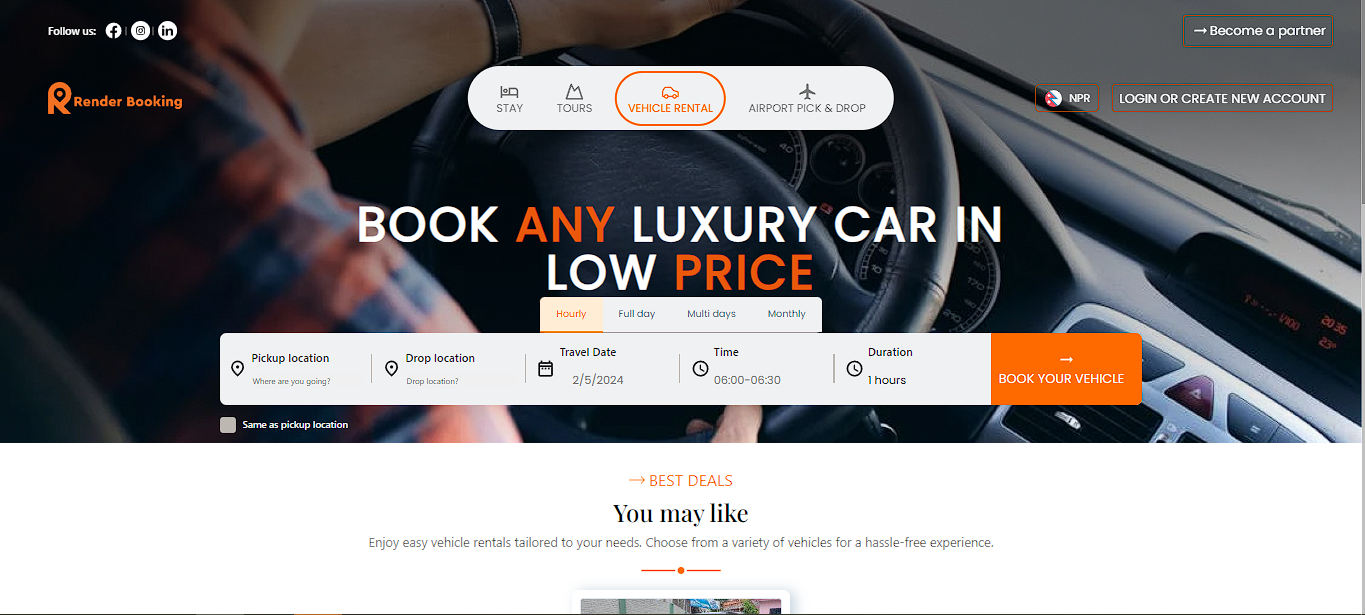 Follow us:
→ Become a partner
Render Booking
STAY
TOURS
VEHICLE RENTAL
AIRPORT PICK & DROP
NPR
LOGIN OR CREATE NEW ACCOUNT
BOOK ANY LUXURY CAR IN
LOW PRICE
Hourly
Full day
Multi days
Monthly
Pickup location
Where are you going?
Drop location
Drop location?
Travel Date
2/5/2024
Time
06:00-06:30
Duration
1 hours
→
BOOK YOUR VEHICLE
Same as pickup location
→ BEST DEALS
You may like
Enjoy easy vehicle rentals tailored to your needs. Choose from a variety of vehicles for a hassle-free experience.